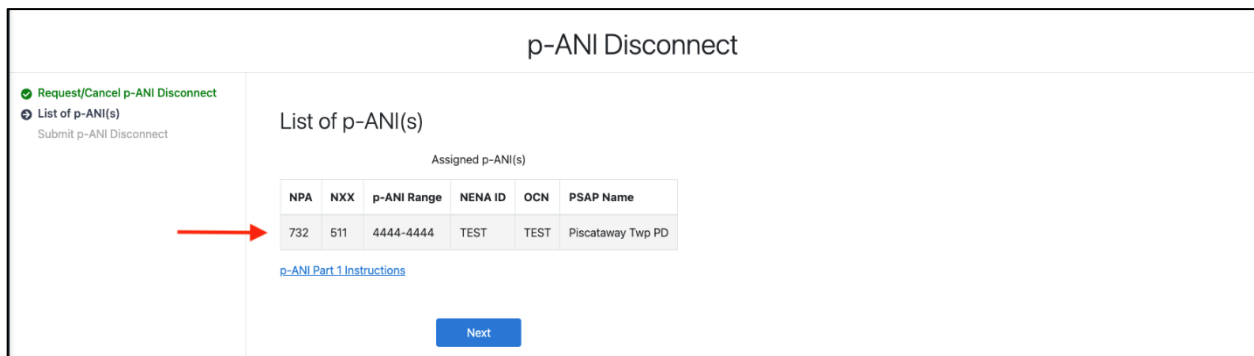 p-ANI Disconnect
Request/Cancel p-ANI Disconnect
List of p-ANI(s)
Submit p-ANI Disconnect
List of p-ANI(s)
Assigned p-ANI(s)
NPA NXX p-ANI Range NENA ID OCN PSAP Name
732 511 4444-4444 TEST TEST Piscataway Twp PD
p-ANI Part 1 Instructions
Next